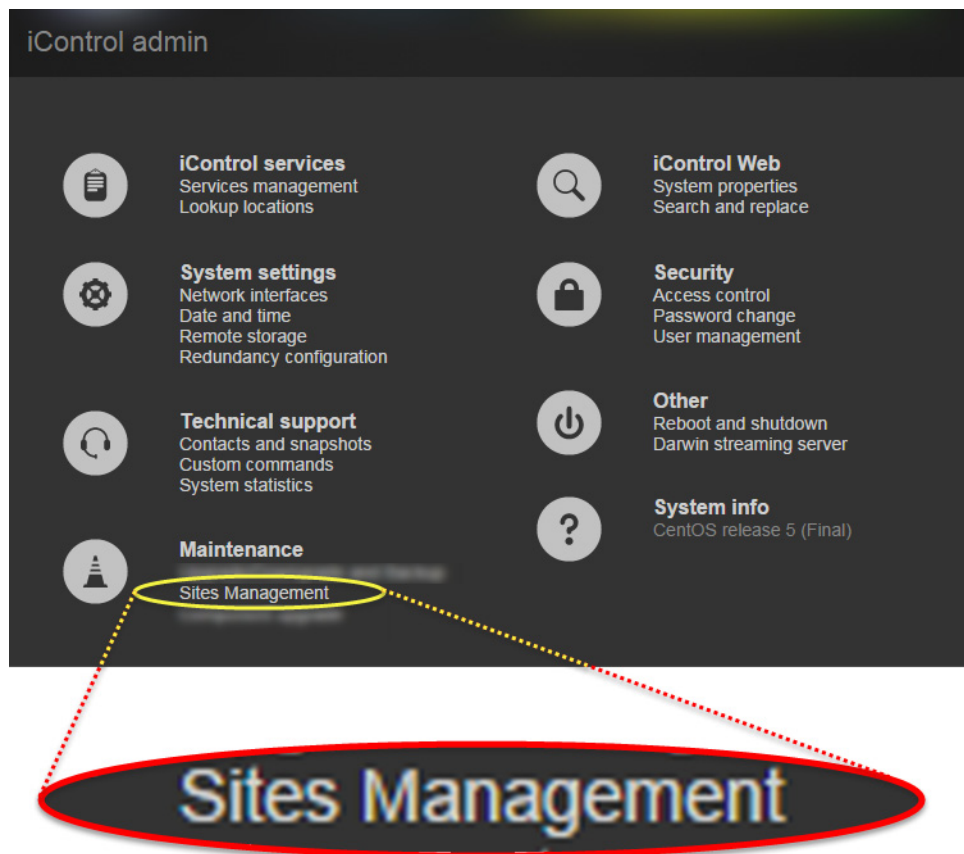 iControl admin
iControl services
Services management
Lookup locations
System settings
Network interfaces
Date and time
Remote storage
Redundancy configuration
Technical support
Contacts and snapshots
Custom commands
System statistics
Maintenance
Sites Management
iControl Web
System properties
Search and replace
Security
Access control
Password change
User management
Other
Reboot and shutdown
Darwin streaming server
System info
CentOS release 5 (Final)
Sites Management